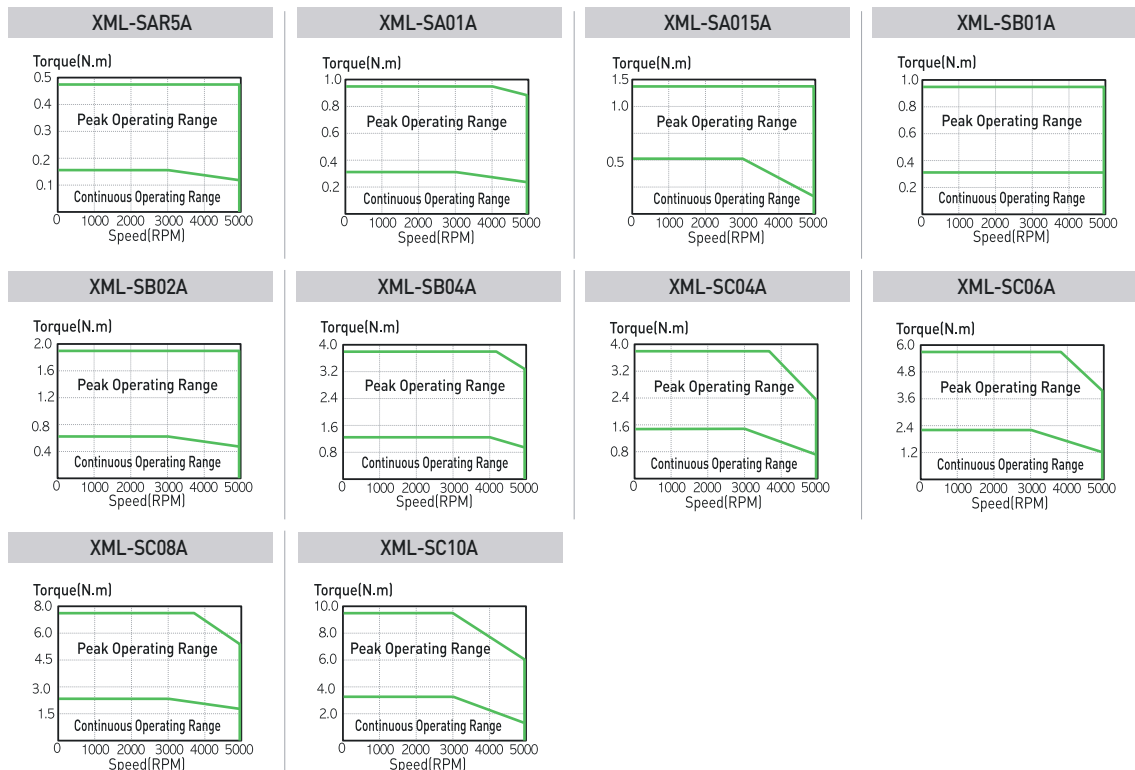 XML-SAR5A
Torque(N.m)
0.5
0.4
0.3
0.2
0.1
Peak Operating Range
Continuous Operating Range
0 1000 2000 3000 4000 5000
Speed(RPM)
XML-SA01A
Torque(N.m)
1.0
0.8
0.6
0.4
0.2
Peak Operating Range
Continuous Operating Range
0 1000 2000 3000 4000 5000
Speed(RPM)
XML-SA015A
Torque(N.m)
1.5
1.0
0.5
Peak Operating Range
Continuous Operating Range
0 1000 2000 3000 4000 5000
Speed(RPM)
XML-SB01A
Torque(N.m)
1.0
0.8
0.6
0.4
0.2
Peak Operating Range
Continuous Operating Range
0 1000 2000 3000 4000 5000
Speed(RPM)
XML-SB02A
Torque(N.m)
2.0
1.6
1.2
0.8
0.4
Peak Operating Range
Continuous Operating Range
0 1000 2000 3000 4000 5000
Speed(RPM)
XML-SB04A
Torque(N.m)
4.0
3.2
2.4
1.6
0.8
Peak Operating Range
Continuous Operating Range
0 1000 2000 3000 4000 5000
Speed(RPM)
XML-SC04A
Torque(N.m)
4.0
3.2
2.4
1.6
0.8
Peak Operating Range
Continuous Operating Range
0 1000 2000 3000 4000 5000
Speed(RPM)
XML-SC06A
Torque(N.m)
6.0
4.8
3.6
2.4
1.2
Peak Operating Range
Continuous Operating Range
0 1000 2000 3000 4000 5000
Speed(RPM)
XML-SC08A
Torque(N.m)
8.0
6.0
4.5
3.0
1.5
Peak Operating Range
Continuous Operating Range
0 1000 2000 3000 4000 5000
Speed(RPM)
XML-SC10A
Torque(N.m)
10.0
8.0
6.0
4.0
2.0
Peak Operating Range
Continuous Operating Range
0 1000 2000 3000 4000 5000
Speed(RPM)